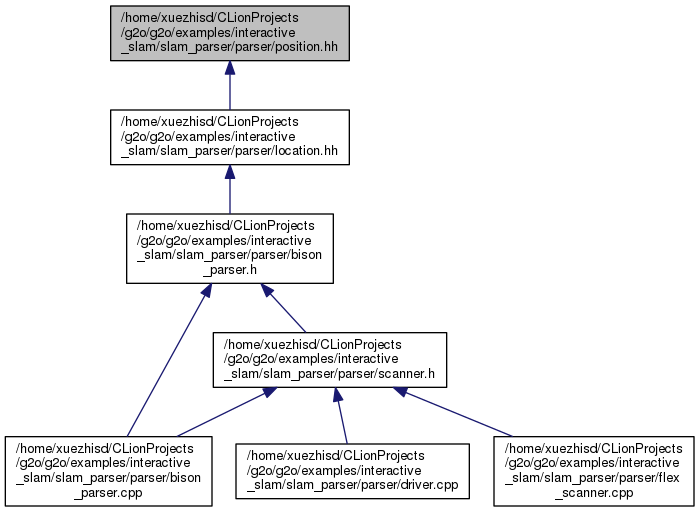 /home/xuezhisd/CLionProjects
/g2o/g2o/examples/interactive
_slam/slam_parser/parser/position.hh
/home/xuezhisd/CLionProjects
/g2o/g2o/examples/interactive
_slam/slam_parser/parser/location.hh
/home/xuezhisd/CLionProjects
/g2o/g2o/examples/interactive
_slam/slam_parser/parser/bison
_parser.h
/home/xuezhisd/CLionProjects
/g2o/g2o/examples/interactive
_slam/slam_parser/parser/scanner.h
/home/xuezhisd/CLionProjects
/g2o/g2o/examples/interactive
_slam/slam_parser/parser/bison
_parser.cpp
/home/xuezhisd/CLionProjects
/g2o/g2o/examples/interactive
_slam/slam_parser/parser/driver.cpp
/home/xuezhisd/CLionProjects
/g2o/g2o/examples/interactive
_slam/slam_parser/parser/flex
_scanner.cpp